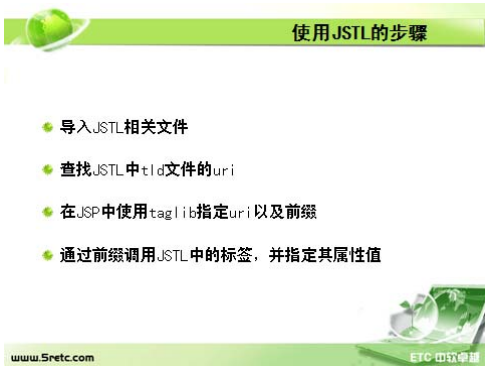 使用JSTL的步骤
导入JSTL相关文件
查找JSTL中tld文件的uri
在JSP中使用taglib指定uri以及前缀
通过前缀调用JSTL中的标签，并指定其属性值
www.5retc.com
ETC 中软卓越